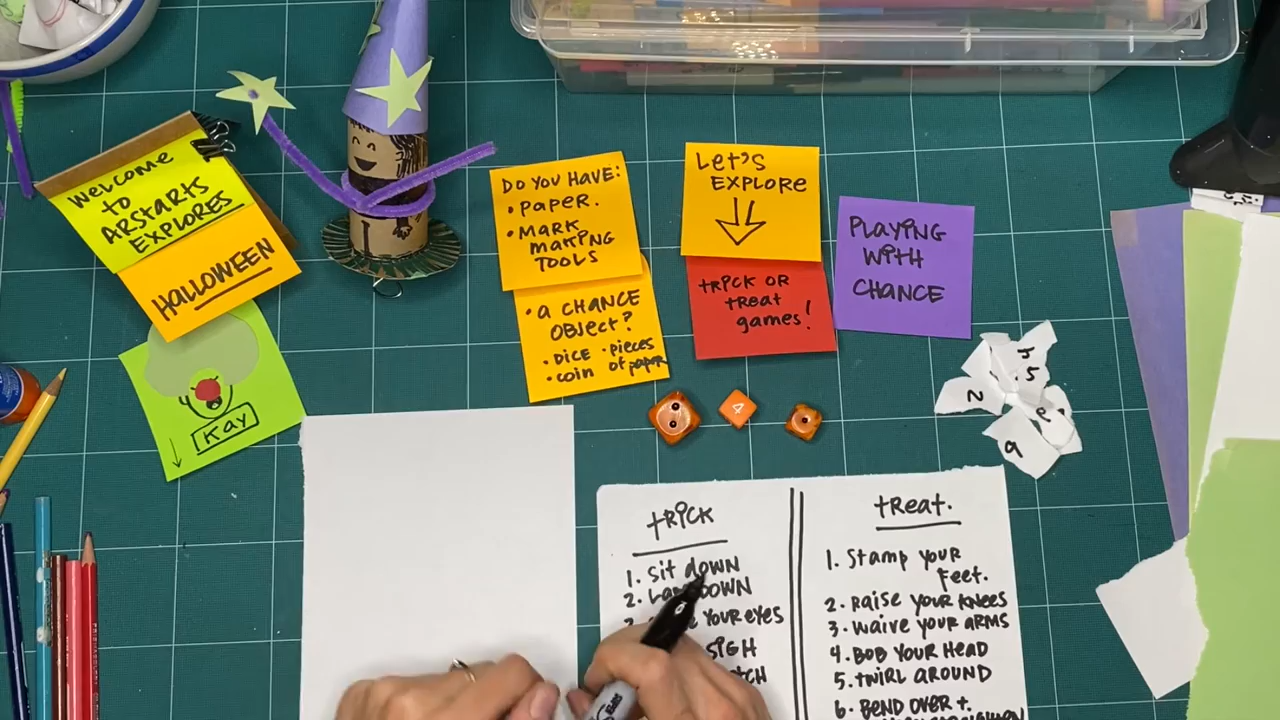 Welcome
to
ARSTARTS
EXPLORES
HALLOWEEN
Kay
DO YOU HAVE:
• PAPER.
• MARK
MAKING
TOOLS
• A CHANCE
OBJECT?
• DICE • pieces
• coin of paper
Let's
EXPLORE
tRiCK OR
treat
games!
PLAYING
WITH
CHANCE
4
2
9
tRiCK
1. Sit DOWN
2. DOWN
YOUR eYES
SIGH
treat.
1. Stamp your
Feet.
2. Raise your knees
3. Waive your ARMS
4. BOB YOUR HEAD
5. tWIRL AROUND
6. BEND OVER +